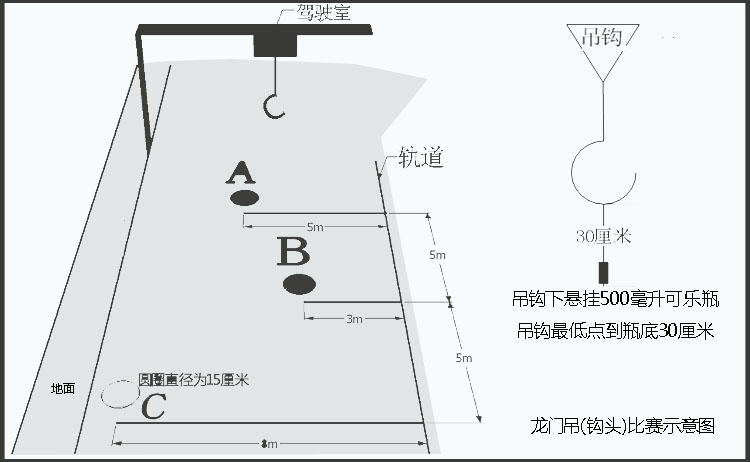 驾驶室
吊钩
轨道
A
5m
5m
B
30厘米
3m
吊钩下悬挂500毫升可乐瓶
吊钩最低点到瓶底30厘米
5m
圆圈直径为15厘米
地面
C
龙门吊(钩头)比赛示意图
8m